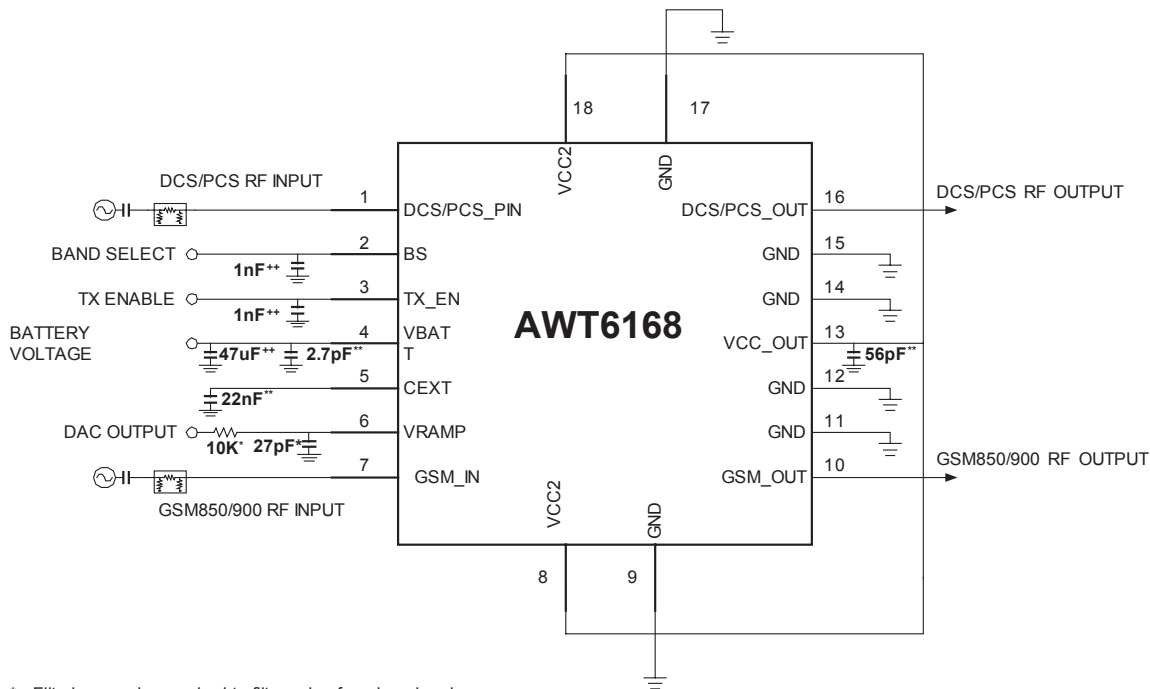 18
17
VCC2
GND
DCS/PCS RF INPUT
1
DCS/PCS_PIN
DCS/PCS_OUT
16
DCS/PCS RF OUTPUT
BAND SELECT
1nF++
2
BS
GND
15
TX ENABLE
1nF++
3
TX_EN
GND
14
AWT6168
BATTERY
VOLTAGE
47uF++
2.7pF**
4
VBAT
T
VCC_OUT
13
56pF**
22nF**
5
CEXT
GND
12
DAC OUTPUT
10K*
27pF*
6
VRAMP
GND
11
7
GSM_IN
GSM_OUT
10
GSM850/900 RF OUTPUT
GSM850/900 RF INPUT
VCC2
GND
8
9